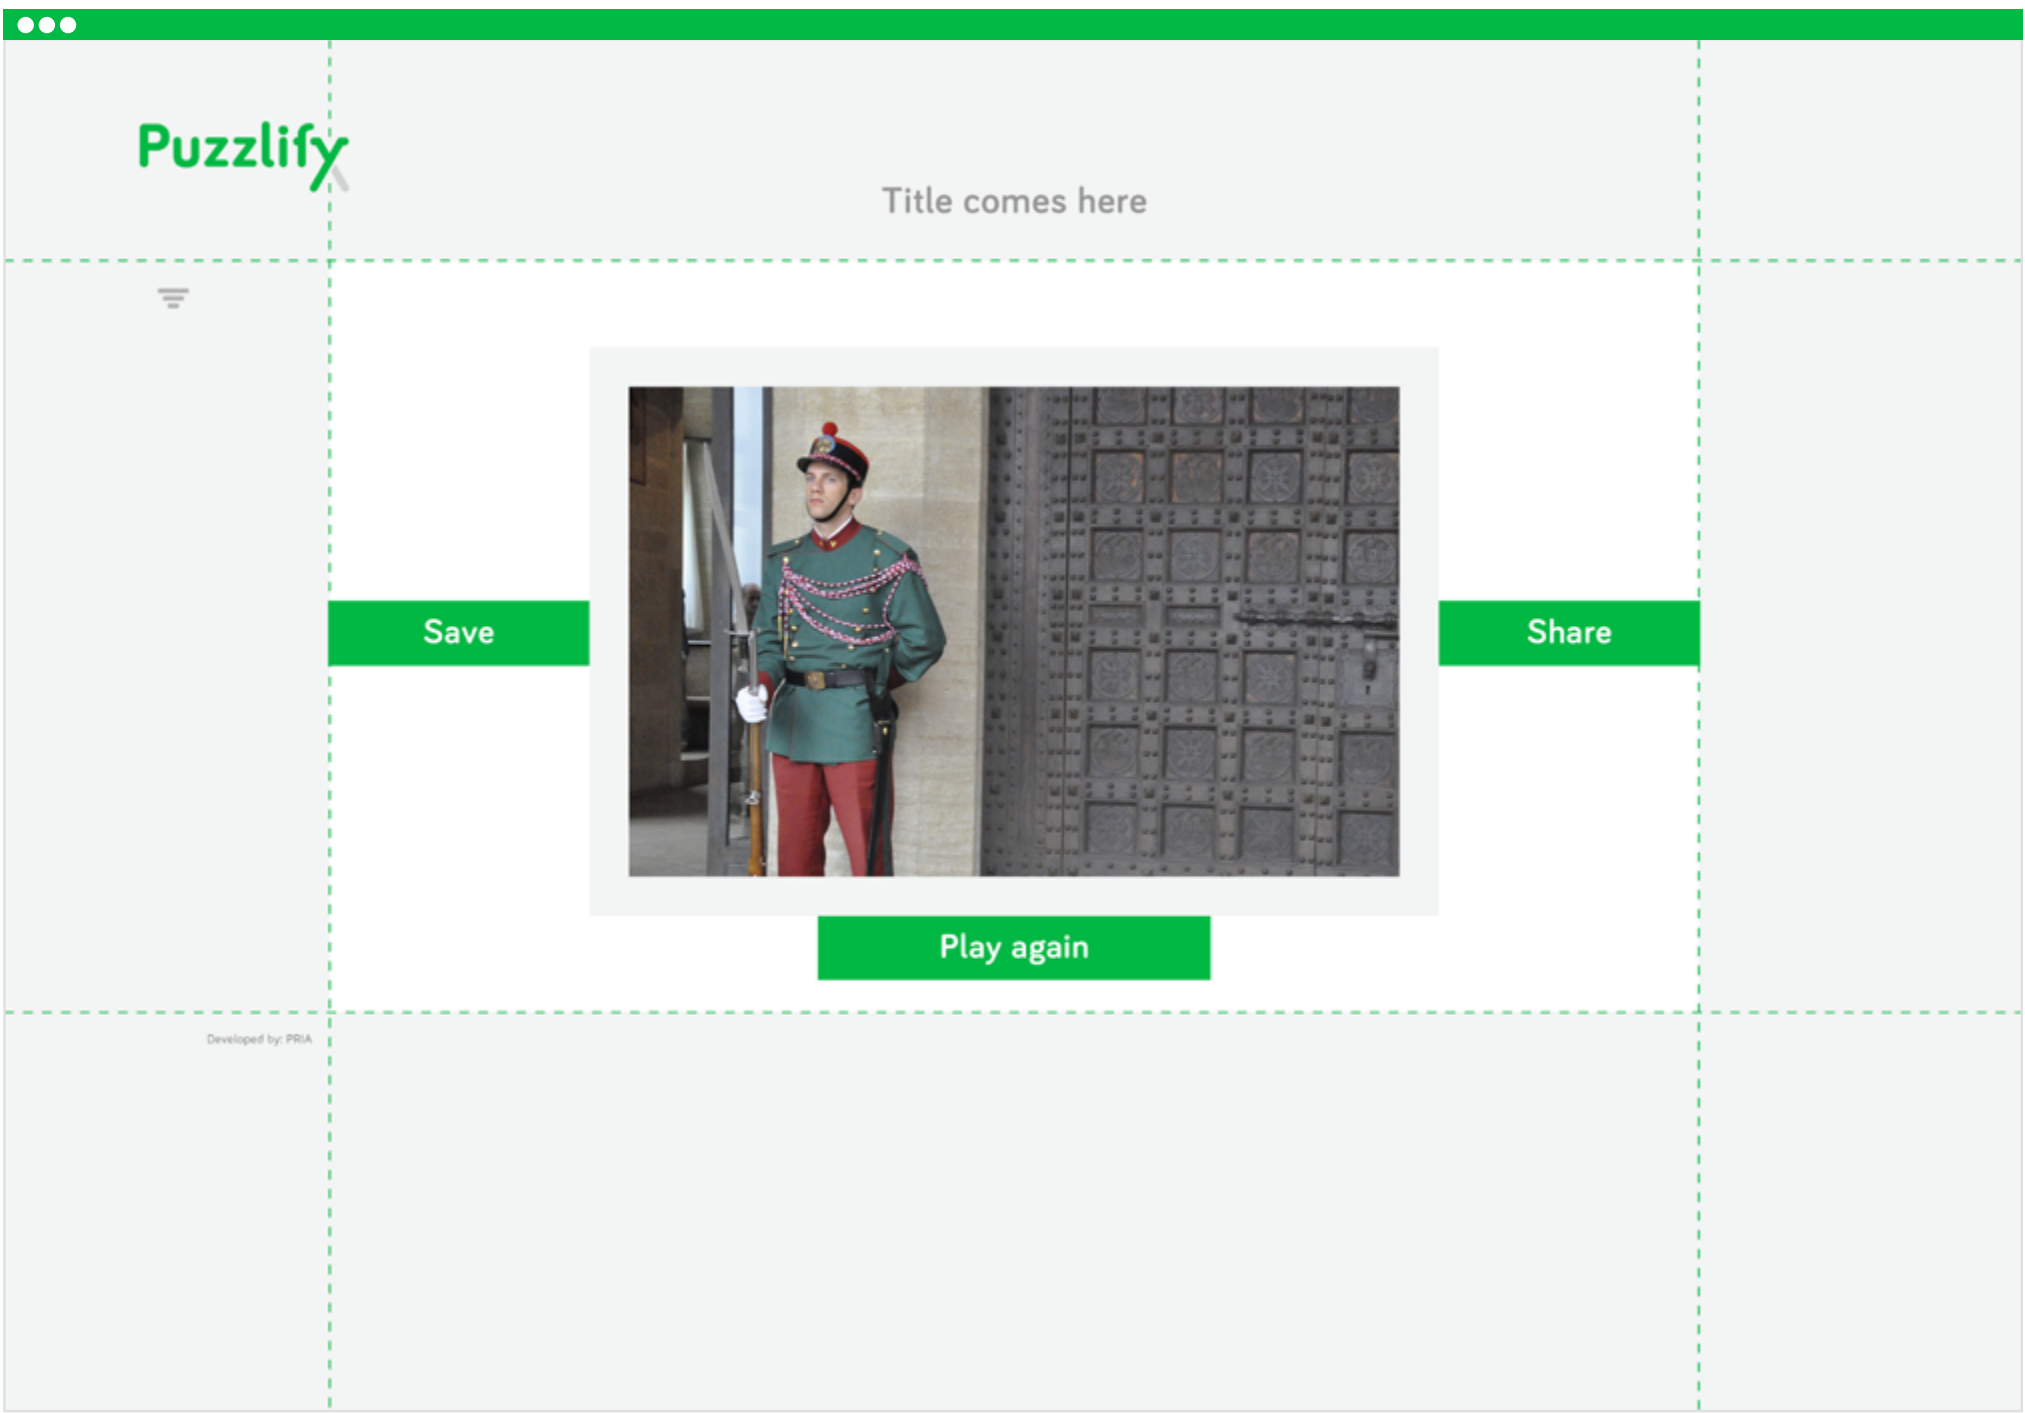 Puzzlify
Title comes here
Save
Share
Play again
Developed by: PRIA